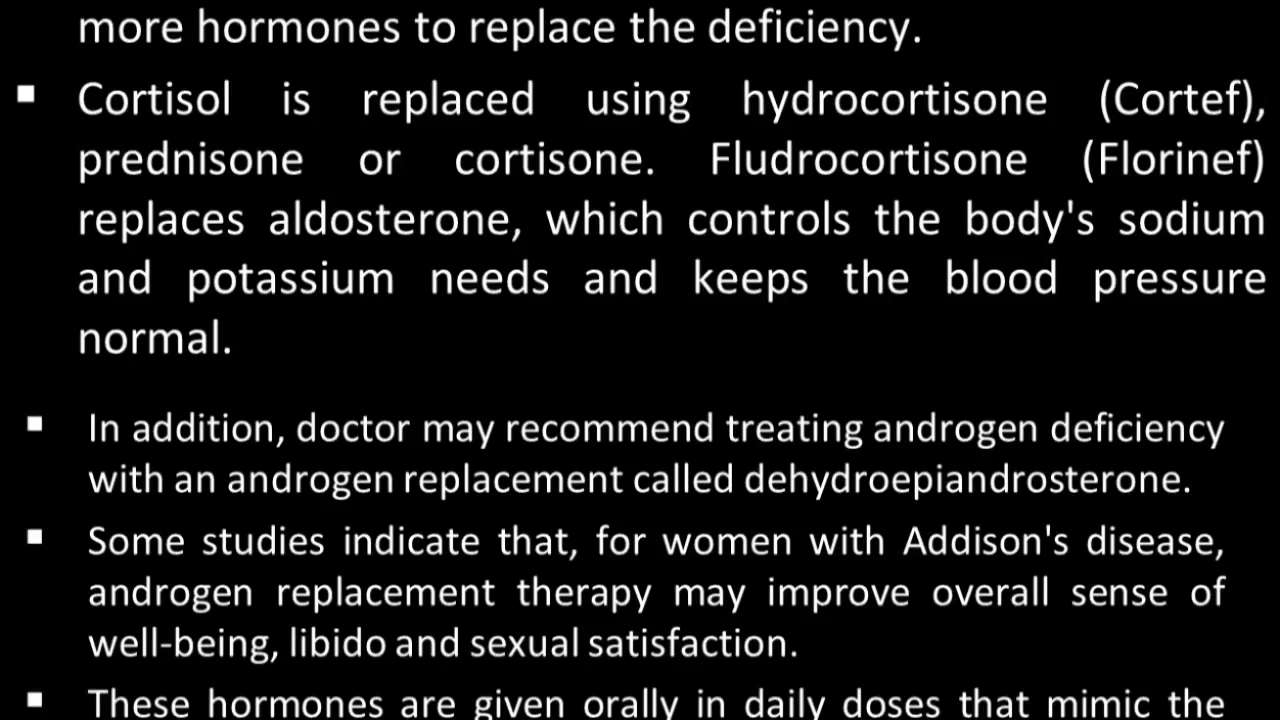 more hormones to replace the deficiency.
▪ Cortisol is replaced using hydrocortisone (Cortef),
prednisone or cortisone. Fludrocortisone (Florinef)
replaces aldosterone, which controls the body's sodium
and potassium needs and keeps the blood pressure
normal.
▪ In addition, doctor may recommend treating androgen deficiency
with an androgen replacement called dehydroepiandrosterone.
▪ Some studies indicate that, for women with Addison's disease,
androgen replacement therapy may improve overall sense of
well-being, libido and sexual satisfaction.
▪ These hormones are given orally in daily doses that mimic the